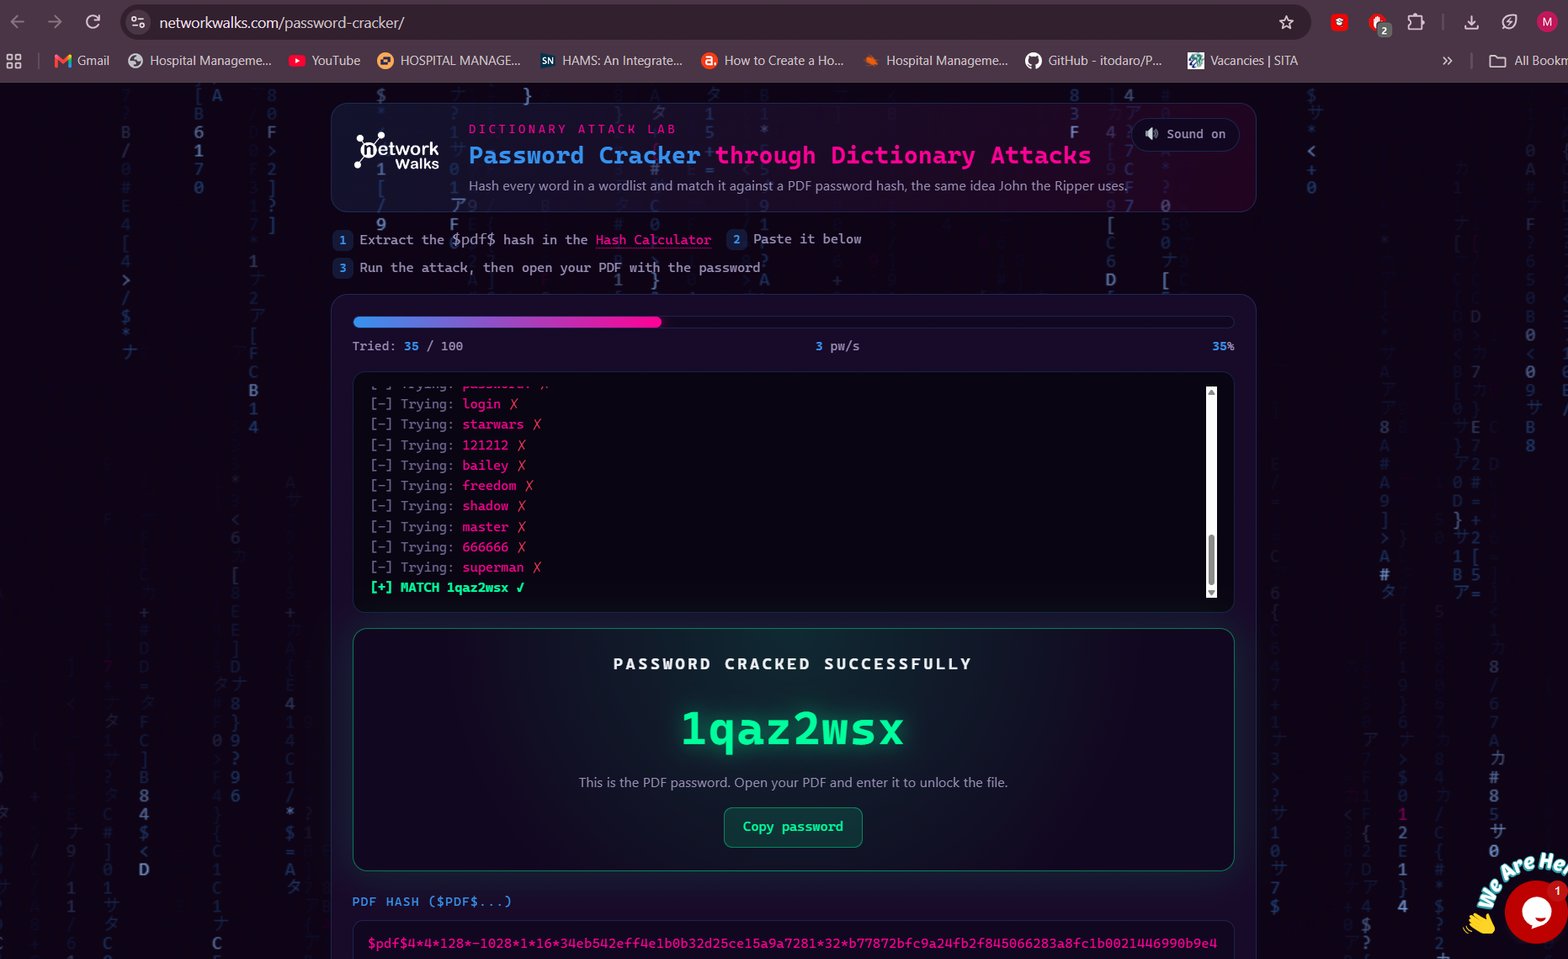 networkwalks.com/password-cracker/
2
M
Gmail
Hospital Manageme...
YouTube
HOSPITAL MANAGE...
SN
HAMS: An Integrate...
a.
How to Create a Ho...
Hospital Manageme...
GitHub - itodaro/P...
Vacancies | SITA
»
All Bookm
network
Walks
DICTIONARY ATTACK LAB
Password Cracker through Dictionary Attacks
Hash every word in a wordlist and match it against a PDF password hash, the same idea John the Ripper uses.
Sound on
1 Extract the $pdf$ hash in the Hash Calculator 2 Paste it below
3 Run the attack, then open your PDF with the password
Tried: 35 / 100
3 pw/s
35%
[-] Trying: login ✗
[-] Trying: starwars ✗
[-] Trying: 121212 ✗
[-] Trying: bailey ✗
[-] Trying: freedom ✗
[-] Trying: shadow ✗
[-] Trying: master ✗
[-] Trying: 666666 ✗
[-] Trying: superman ✗
[+] MATCH 1qaz2wsx ✓
PASSWORD CRACKED SUCCESSFULLY
1qaz2wsx
This is the PDF password. Open your PDF and enter it to unlock the file.
Copy password
PDF HASH ($PDF$...)
$pdf$4*4*128*-1028*1*16*34eb542eff4e1b0b32d25ce15a9a7281*32*b77872bfc9a24fb2f845066283a8fc1b0021446990b9e4
We Are He
1